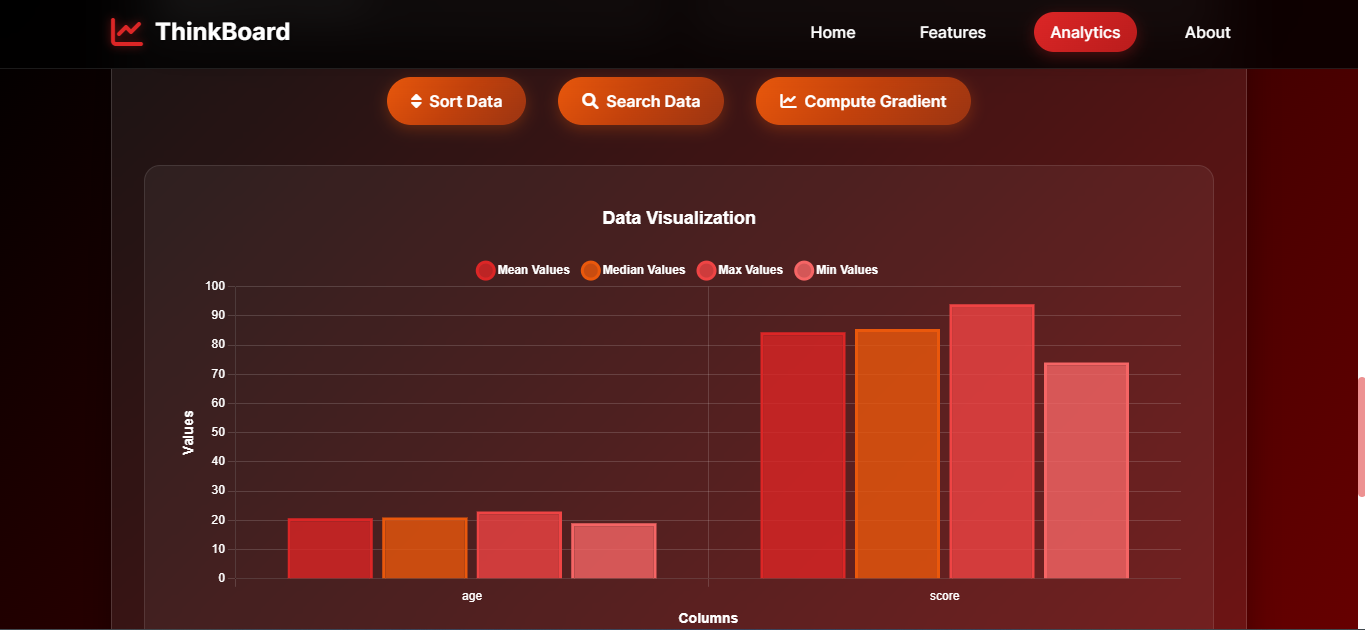 ThinkBoard
Home Features Analytics About
Sort Data Search Data Compute Gradient
Data Visualization
Mean Values Median Values Max Values Min Values
100
90
80
70
60
50
40
30
20
10
0
Values
age score
Columns